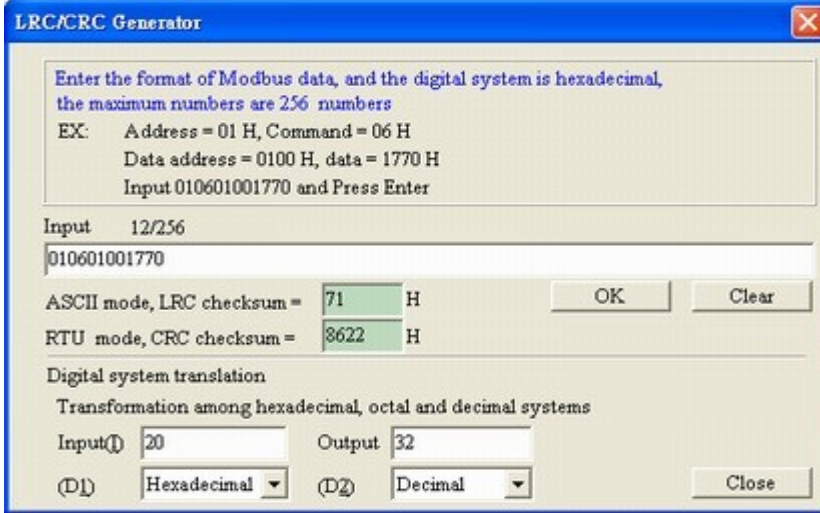 LRC/CRC Generator
Enter the format of Modbus data, and the digital system is hexadecimal,
the maximum numbers are 256 numbers
EX: Address = 01 H, Command = 06 H
Data address = 0100 H, data = 1770 H
Input 010601001770 and Press Enter
Input 12/256
010601001770
ASCII mode, LRC checksum = 71 H OK Clear
RTU mode, CRC checksum = 8622 H
Digital system translation
Transformation among hexadecimal, octal and decimal systems
Input(I) 20 Output 32
(D1) Hexadecimal (D2) Decimal Close